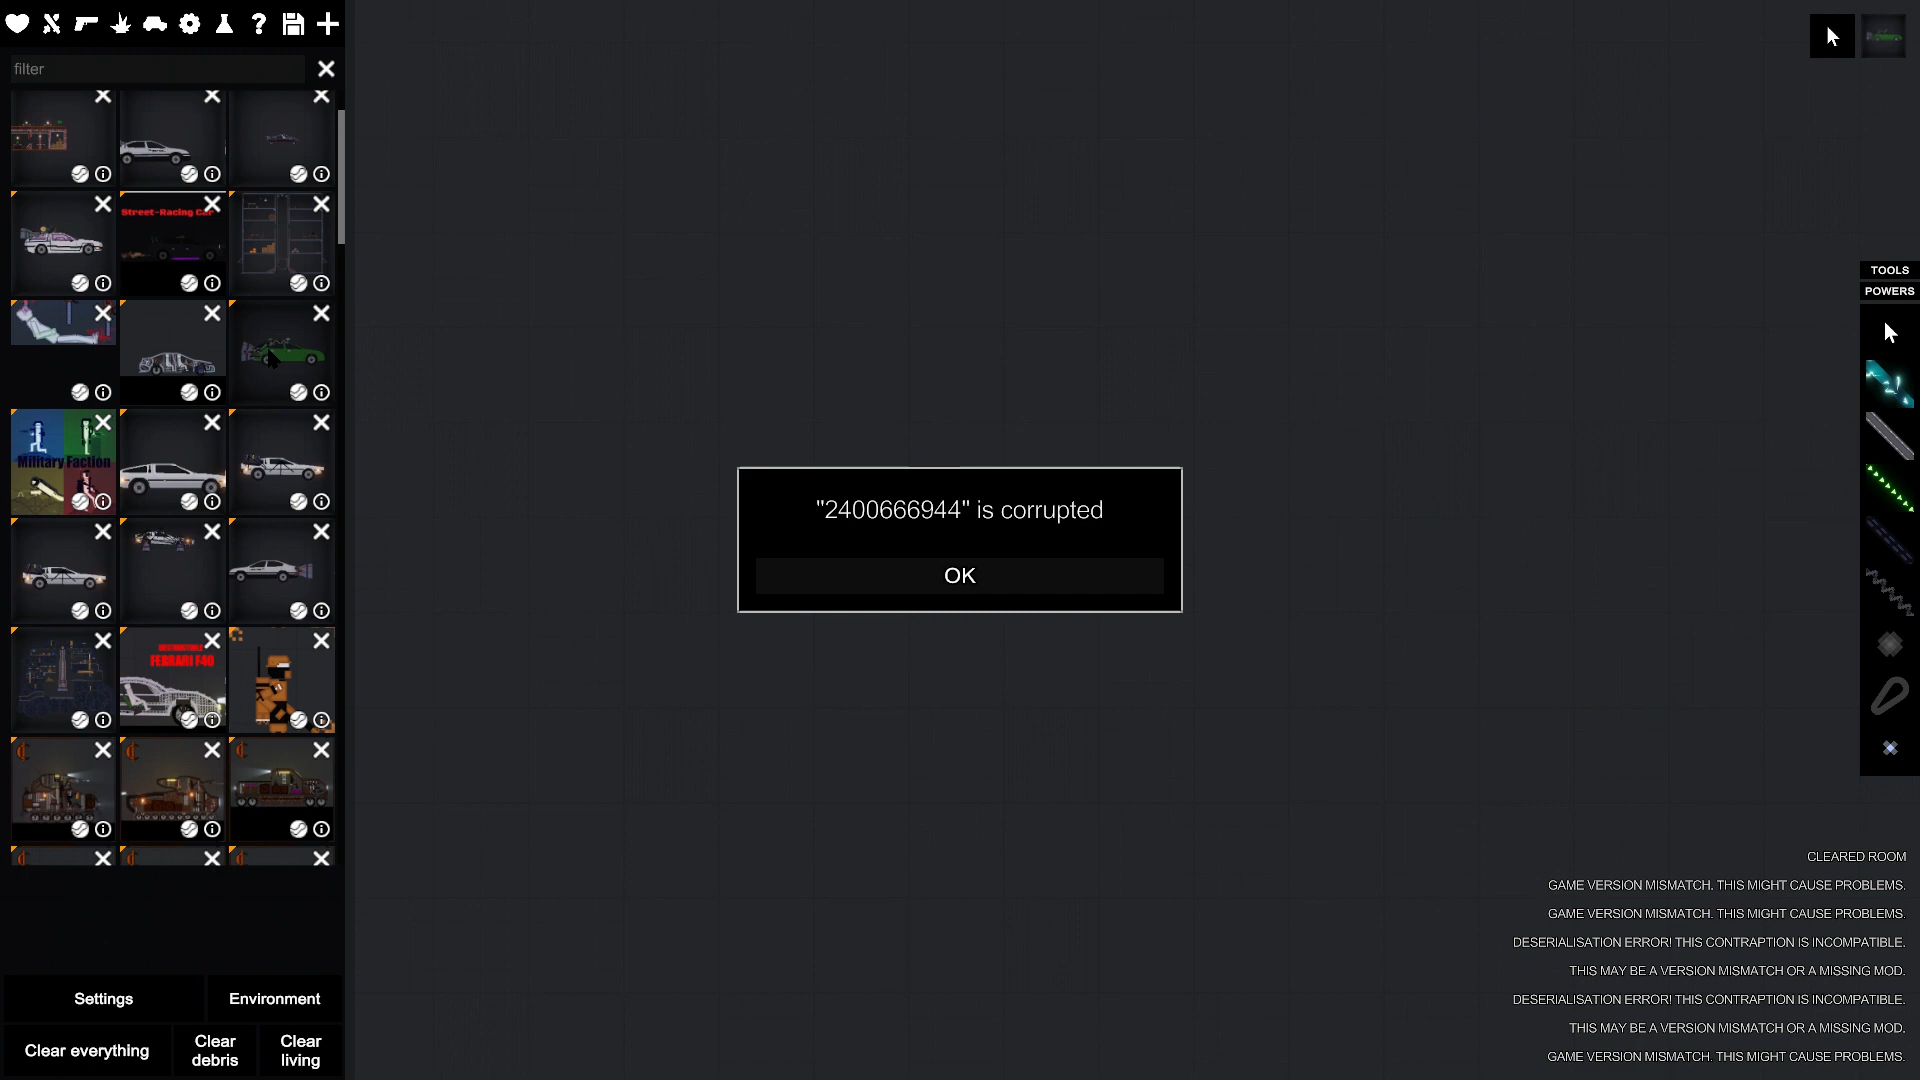 filter
Street-Racing Car
Military Faction
FERRARI F40
"2400666944" is corrupted
OK
TOOLS
POWERS
CLEARED ROOM
GAME VERSION MISMATCH. THIS MIGHT CAUSE PROBLEMS.
GAME VERSION MISMATCH. THIS MIGHT CAUSE PROBLEMS.
DESERIALISATION ERROR! THIS CONTRAPTION IS INCOMPATIBLE.
THIS MAY BE A VERSION MISMATCH OR A MISSING MOD.
DESERIALISATION ERROR! THIS CONTRAPTION IS INCOMPATIBLE.
THIS MAY BE A VERSION MISMATCH OR A MISSING MOD.
GAME VERSION MISMATCH. THIS MIGHT CAUSE PROBLEMS.
Settings
Environment
Clear everything
Clear
debris
Clear
living